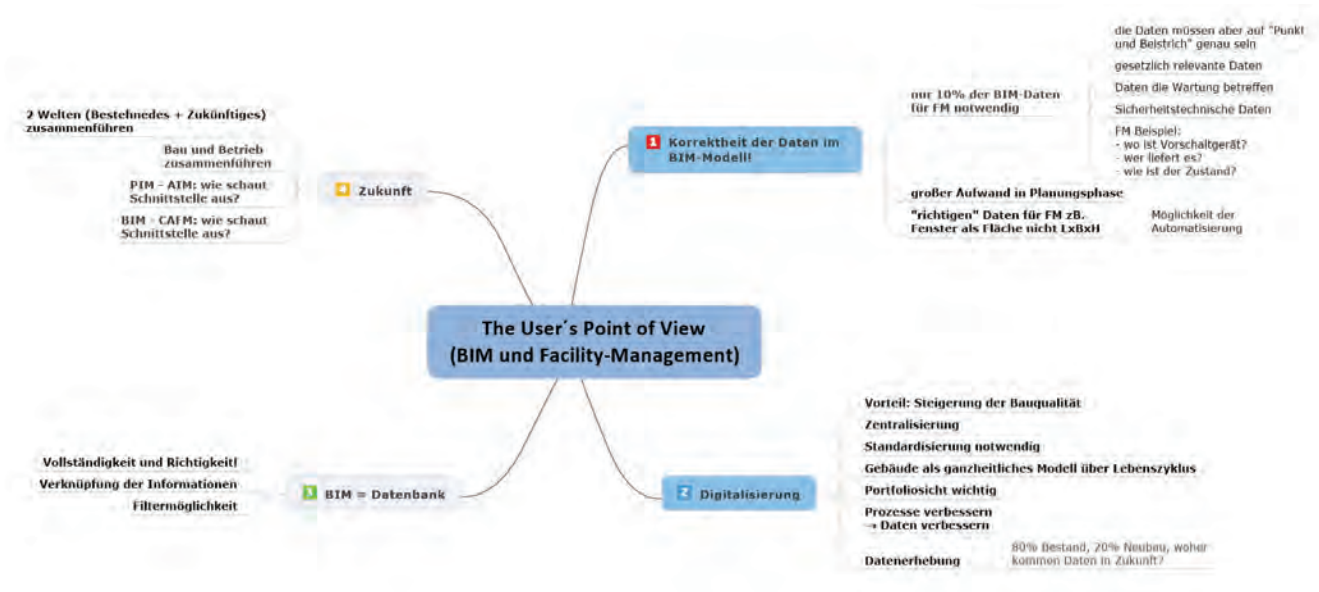 The User´s Point of View
(BIM und Facility-Management)
1 Korrektheit der Daten im
BIM-Modell!
nur 10% der BIM-Daten
für FM notwendig
die Daten müssen aber auf "Punkt
und Beistrich" genau sein
gesetzlich relevante Daten
Daten die Wartung betreffen
Sicherheitstechnische Daten
FM Beispiel:
- wo ist Vorschaltgerät?
- wer liefert es?
- wie ist der Zustand?
großer Aufwand in Planungsphase
"richtigen" Daten für FM zB.
Fenster als Fläche nicht LxBxH
Möglichkeit der
Automatisierung
2 Digitalisierung
Vorteil: Steigerung der Bauqualität
Zentralisierung
Standardisierung notwendig
Gebäude als ganzheitliches Modell über Lebenszyklus
Portfoliosicht wichtig
Prozesse verbessern
→ Daten verbessern
Datenerhebung
80% Bestand, 20% Neubau, woher
kommen Daten in Zukunft?
3 BIM = Datenbank
Vollständigkeit und Richtigkeit!
Verknüpfung der Informationen
Filtermöglichkeit
4 Zukunft
2 Welten (Bestehnedes + Zukünftiges)
zusammenführen
Bau und Betrieb
zusammenführen
PIM - AIM: wie schaut
Schnittstelle aus?
BIM - CAFM: wie schaut
Schnittstelle aus?